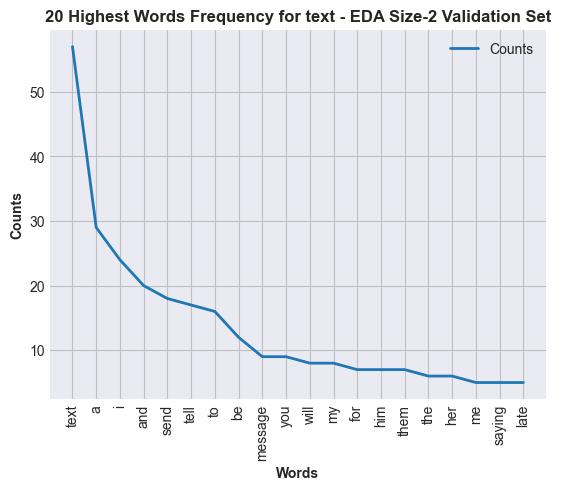 20 Highest Words Frequency for text - EDA Size-2 Validation Set
Counts
50
40
30
20
10
Counts
text
a
i
and
send
tell
to
be
message
you
will
my
for
him
them
the
her
me
saying
late
Words